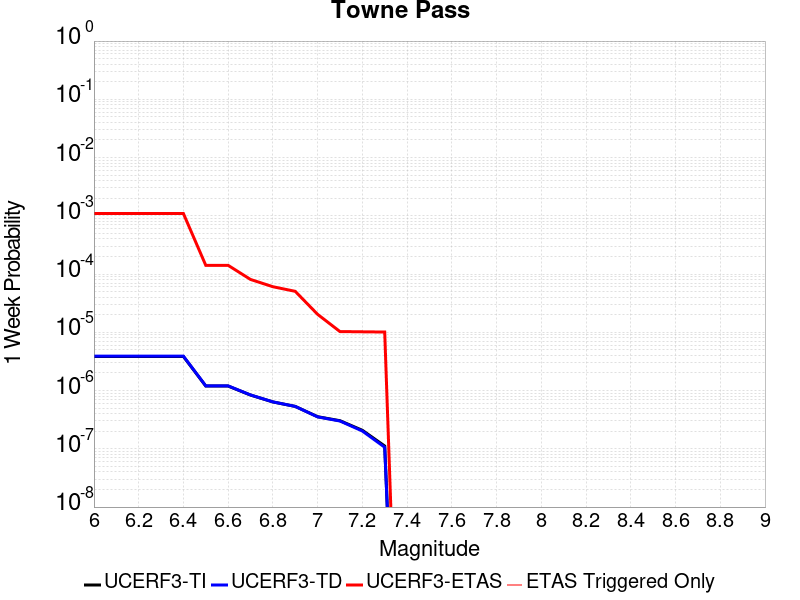 Towne Pass
10^0
10^-1
10^-2
10^-3
10^-4
10^-5
10^-6
10^-7
10^-8
1 Week Probability
6 6.2 6.4 6.6 6.8 7 7.2 7.4 7.6 7.8 8 8.2 8.4 8.6 8.8 9
Magnitude
UCERF3-TI UCERF3-TD UCERF3-ETAS ETAS Triggered Only